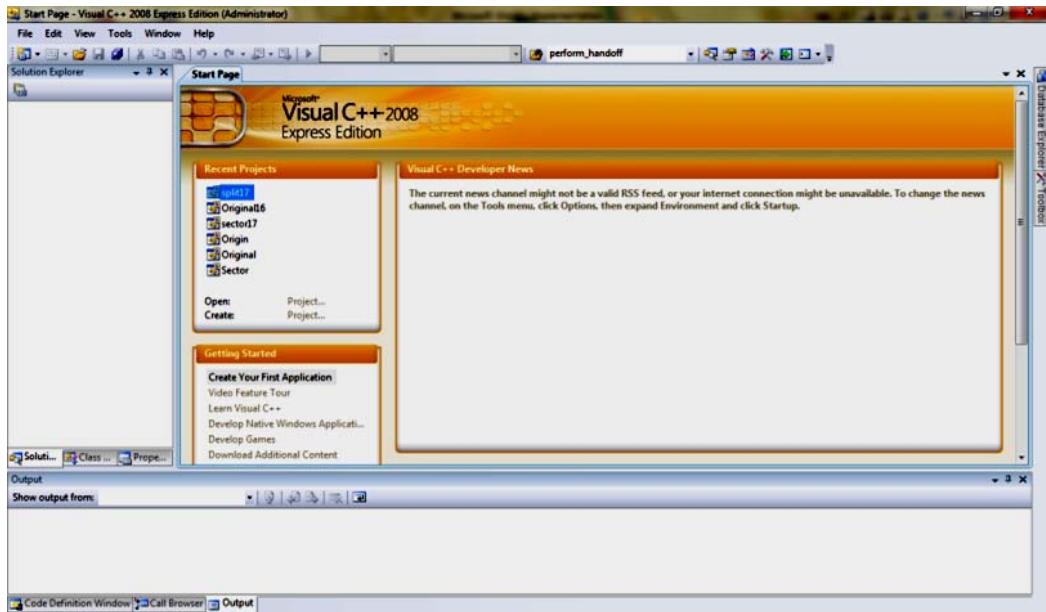 Start Page - Visual C++ 2008 Express Edition (Administrator)
File Edit View Tools Window Help
perform_handoff
Solution Explorer
Start Page
Microsoft
Visual C++ 2008
Express Edition
Recent Projects
split17
Original16
sector17
Origin
Original
Sector
Open: Project...
Create: Project...
Getting Started
Create Your First Application
Video Feature Tour
Learn Visual C++
Develop Native Windows Applicati...
Develop Games
Download Additional Content
Visual C++ Developer News
The current news channel might not be a valid RSS feed, or your internet connection might be unavailable. To change the news
channel, on the Tools menu, click Options, then expand Environment and click Startup.
Database Explorer
Toolbox
Soluti... Class ... Prope...
Output
Show output from:
Code Definition Window Call Browser Output